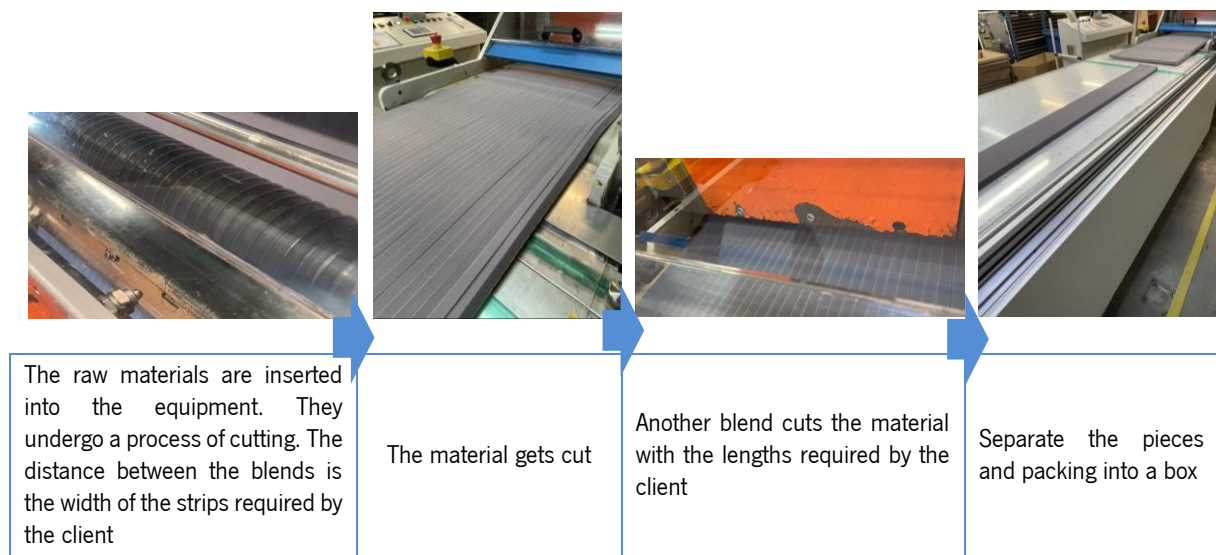 The raw materials are inserted
into the equipment. They
undergo a process of cutting. The
distance between the blends is
the width of the strips required by
the client
The material gets cut
Another blend cuts the material
with the lengths required by the
client
Separate the pieces
and packing into a box